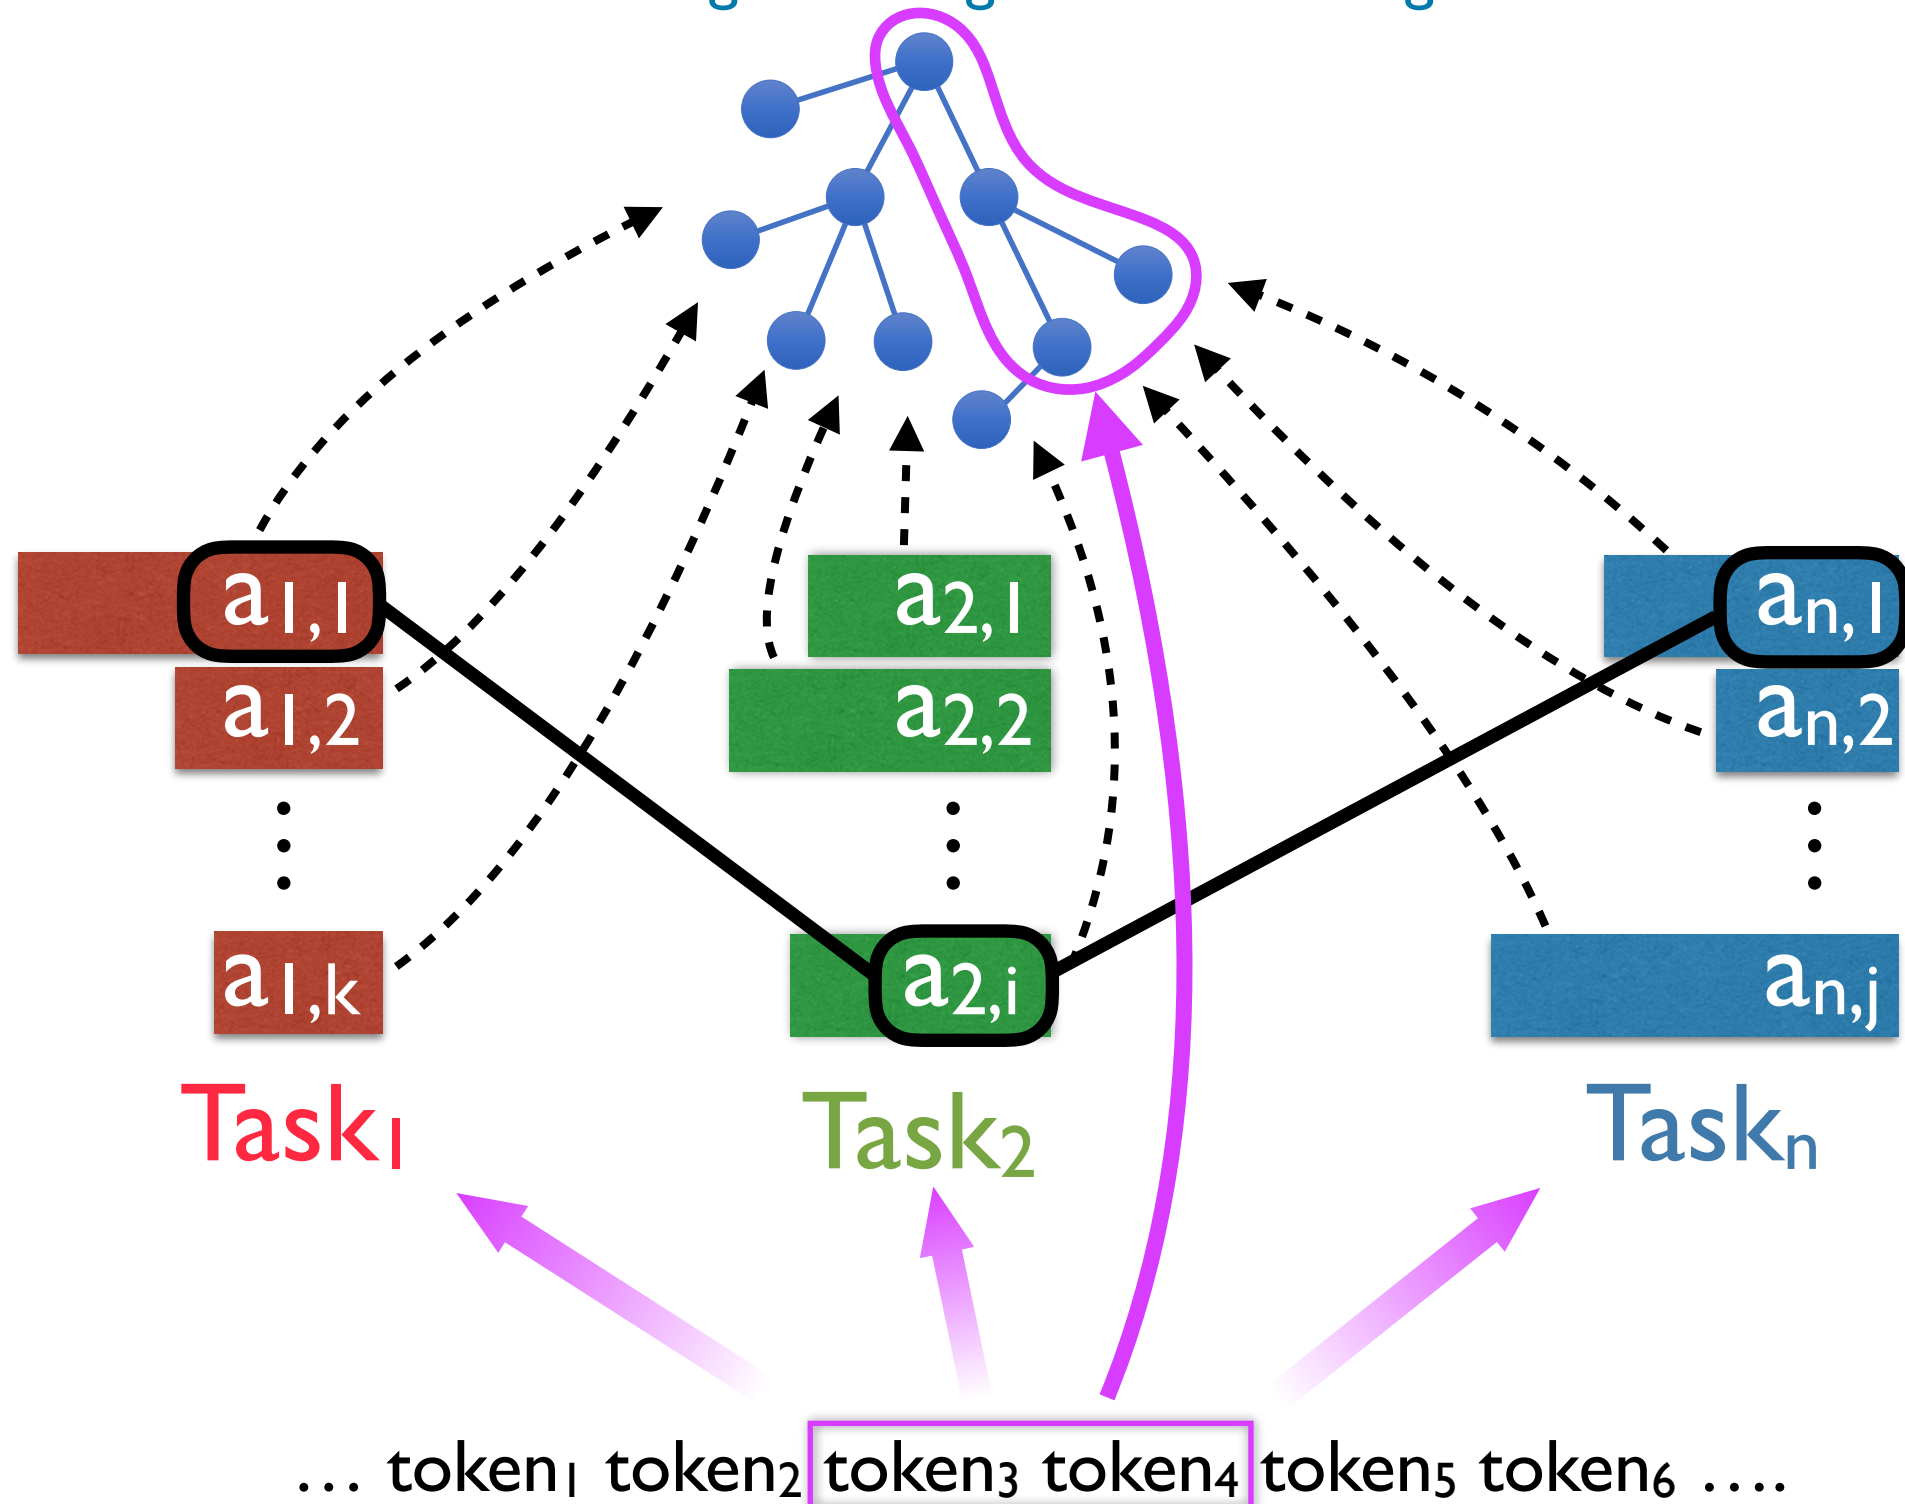 a1,1 a2,1 an,1
a1,2 a2,2 an,2
a1,k a2,i an,j
Task1 Task2 Taskn
… token1 token2 token3 token4 token5 token6 ….